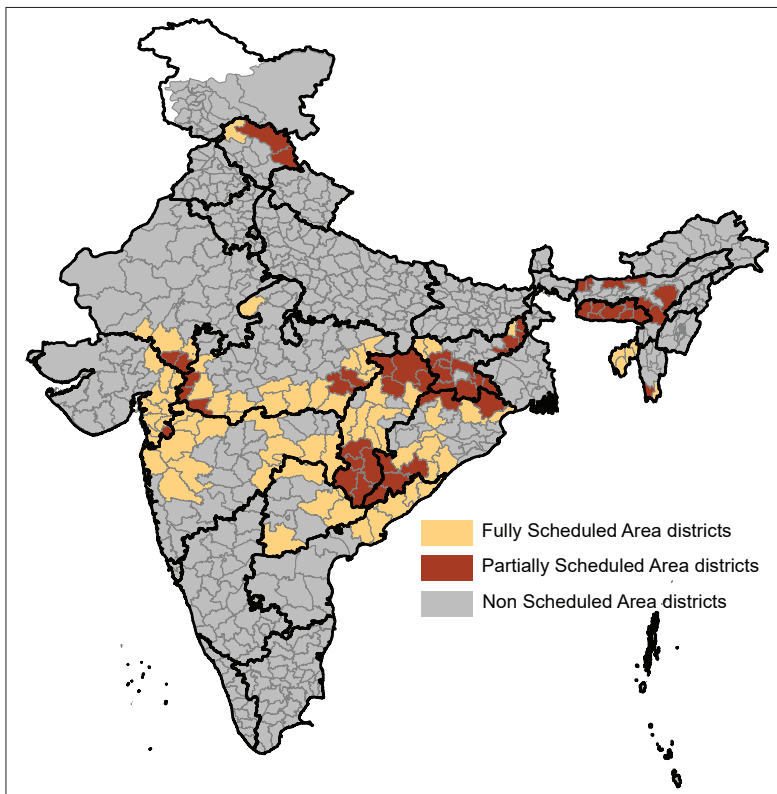 Fully Scheduled Area districts
Partially Scheduled Area districts
Non Scheduled Area districts